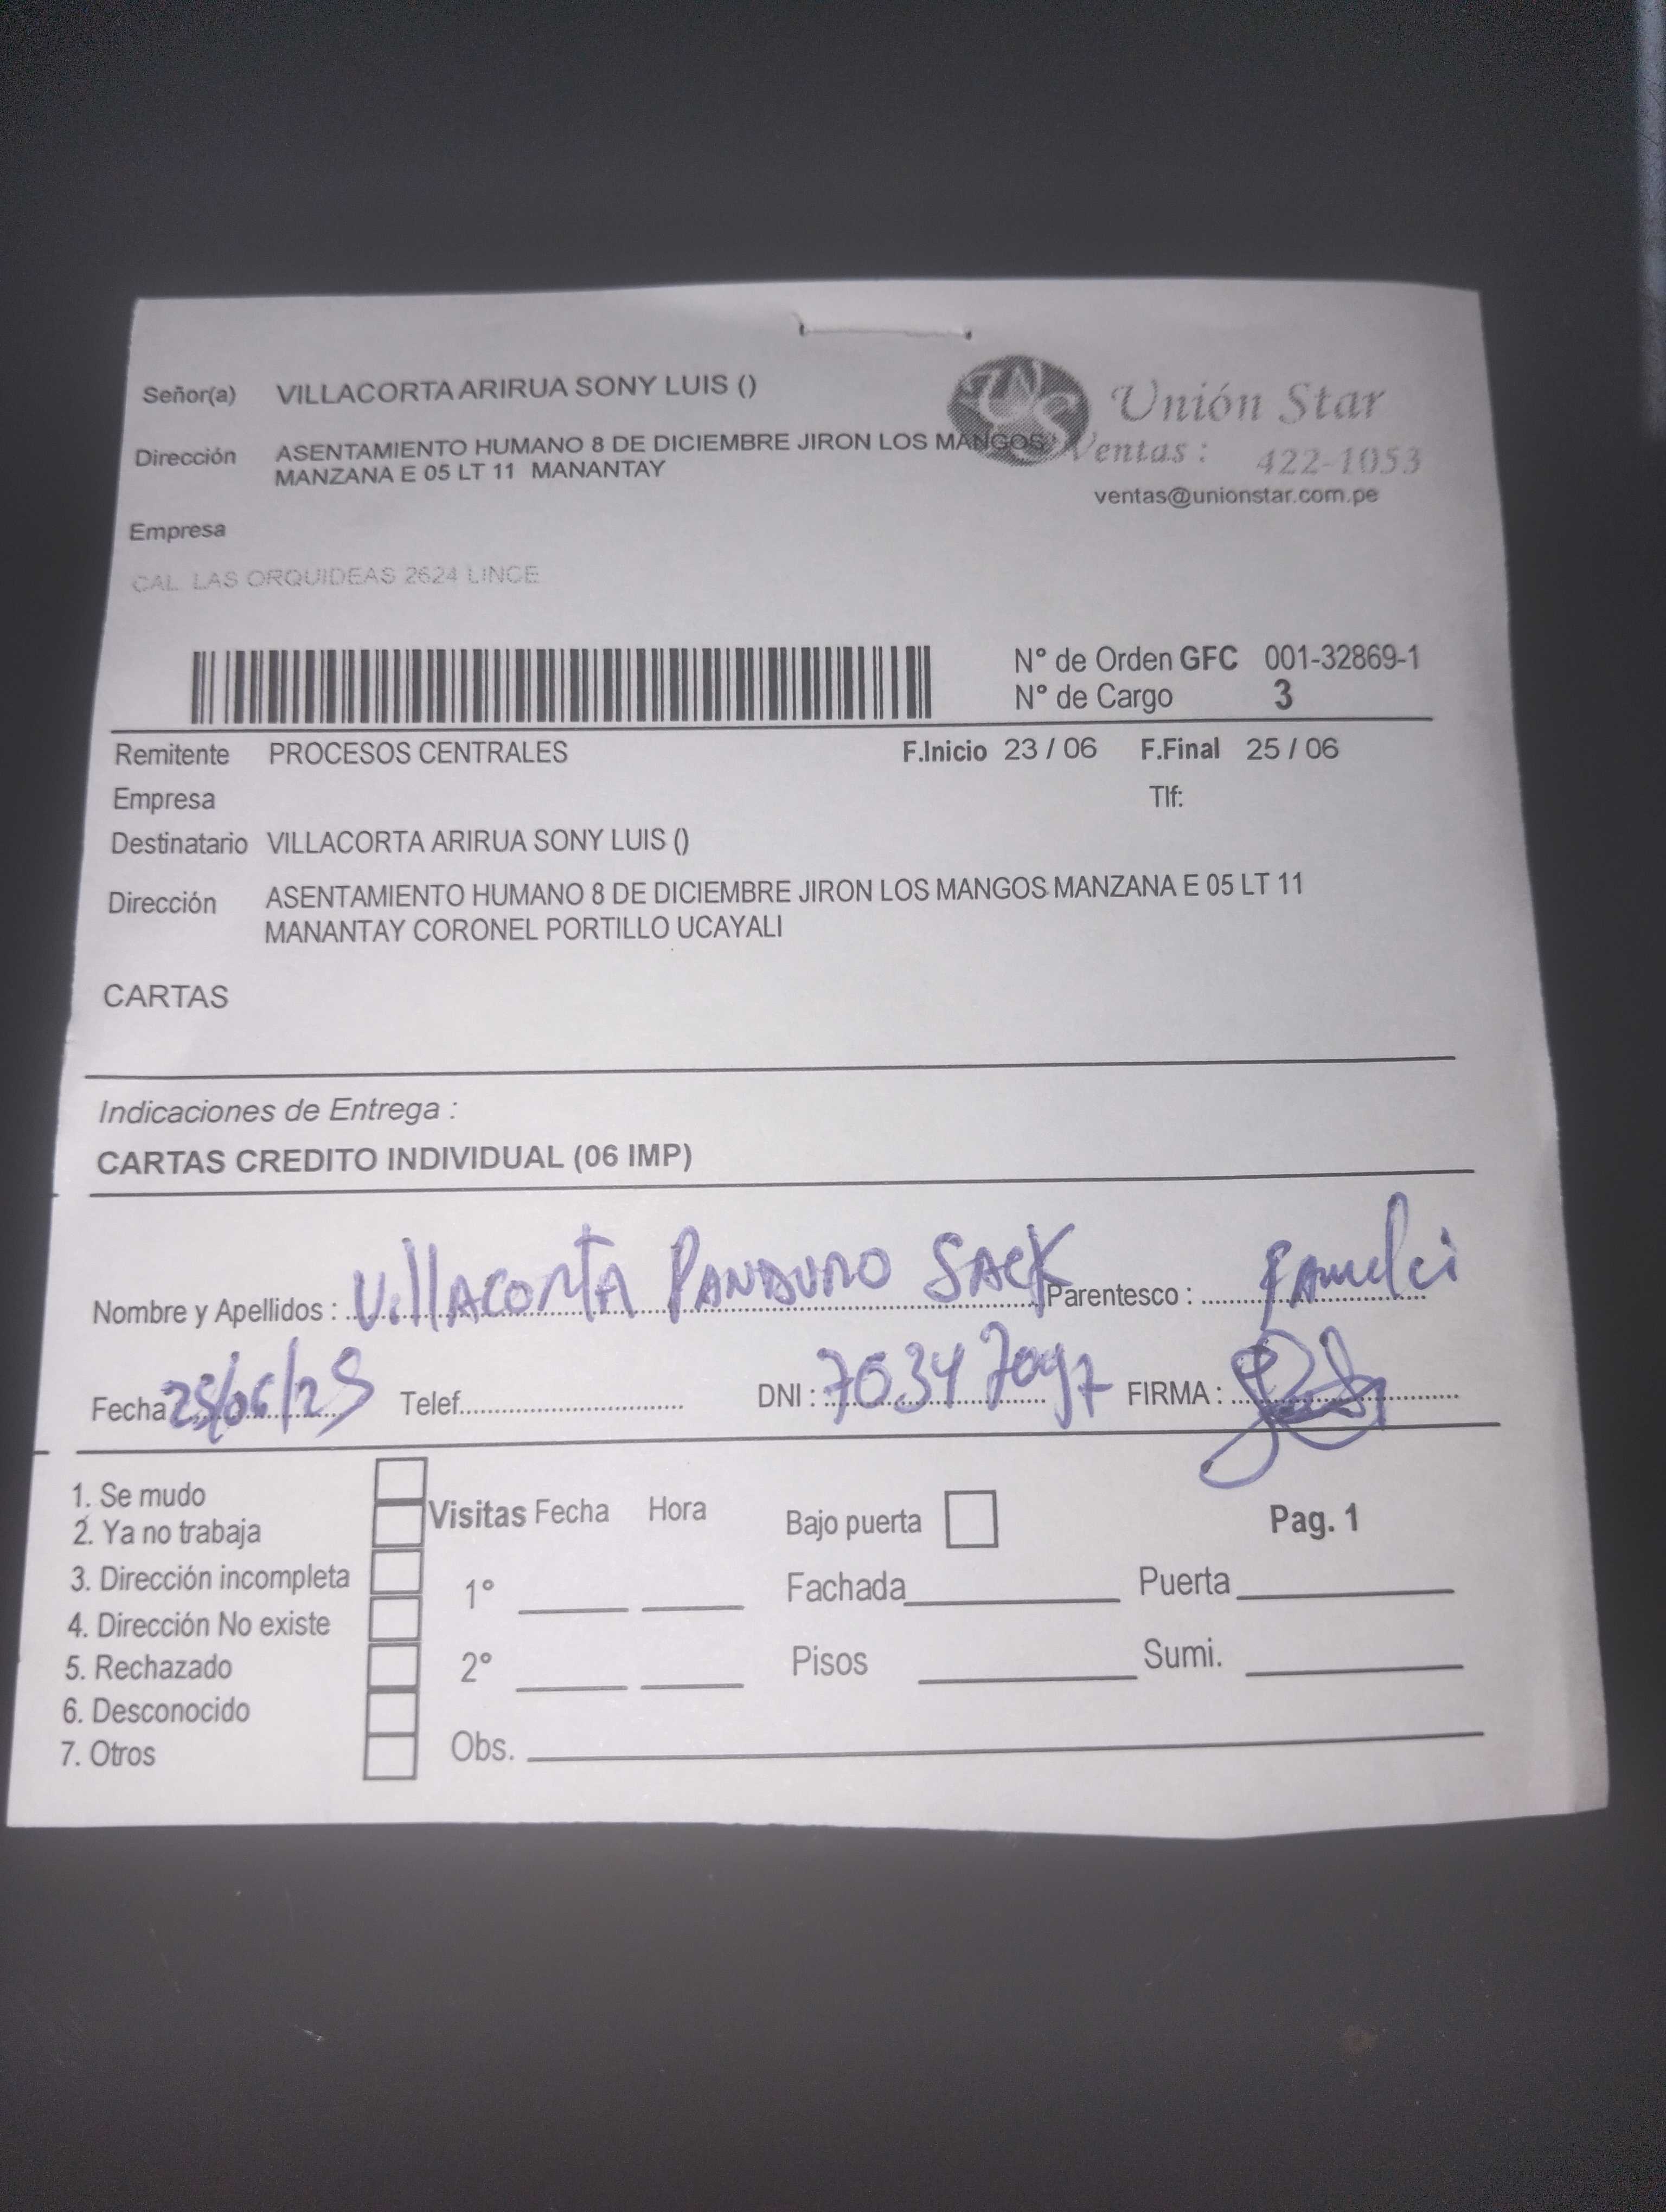 Señor(a) VILLACORTA ARIRUA SONY LUIS ()
Unión Star
Dirección ASENTAMIENTO HUMANO 8 DE DICIEMBRE JIRON LOS MANGOS
MANZANA E 05 LT 11 MANANTAY
Ventas : 422-1053
ventas@unionstar.com.pe
Empresa
CAL. LAS ORQUIDEAS 2624 LINCE
N° de Orden GFC 001-32869-1
N° de Cargo 3
Remitente PROCESOS CENTRALES F.Inicio 23 / 06 F.Final 25 / 06
Empresa Tlf:
Destinatario VILLACORTA ARIRUA SONY LUIS ()
Dirección ASENTAMIENTO HUMANO 8 DE DICIEMBRE JIRON LOS MANGOS MANZANA E 05 LT 11
MANANTAY CORONEL PORTILLO UCAYALI
CARTAS
Indicaciones de Entrega :
CARTAS CREDITO INDIVIDUAL (06 IMP)
Nombre y Apellidos : Villacorta Panduro Parentesco :
Fecha 25/06/25 Telef. DNI : 70347097 FIRMA :
1. Se mudo
2. Ya no trabaja
3. Dirección incompleta
4. Dirección No existe
5. Rechazado
6. Desconocido
7. Otros
Visitas Fecha Hora
1°
2°
Obs.
Bajo puerta Pag. 1
Fachada Puerta
Pisos Sumi.